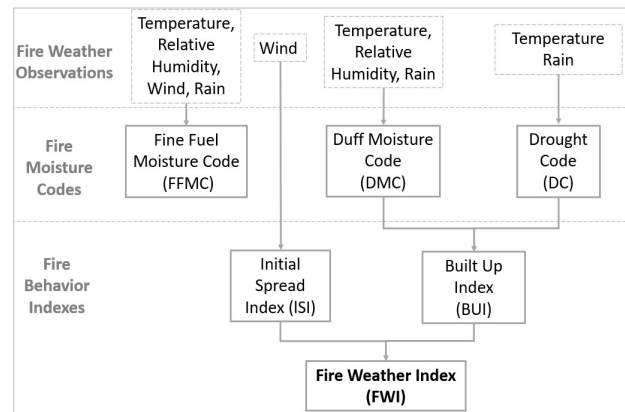 Fire Weather
Observations
Temperature,
Relative
Humidity,
Wind, Rain
Wind
Temperature,
Relative
Humidity, Rain
Temperature
Rain
Fire
Moisture
Codes
Fine Fuel
Moisture Code
(FFMC)
Duff Moisture
Code
(DMC)
Drought
Code
(DC)
Fire
Behavior
Indexes
Initial
Spread
Index (lSI)
Built Up
Index
(BUI)
Fire Weather Index
(FWI)